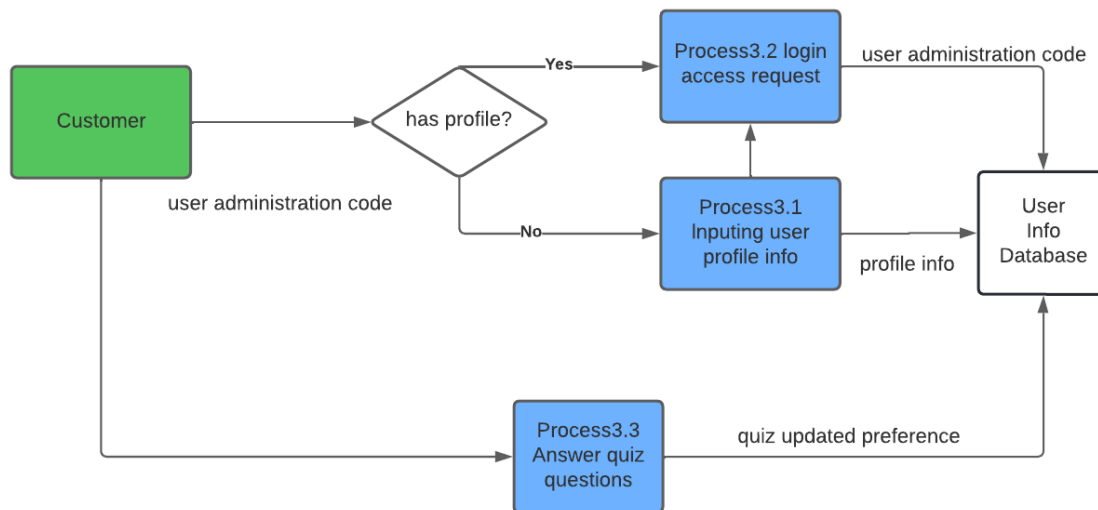 Process3.2 login
access request
user administration code
Yes
Customer
has profile?
user administration code
Process3.1
Inputing user
profile info
No
User
Info
Database
profile info
Process3.3
Answer quiz
questions
quiz updated preference